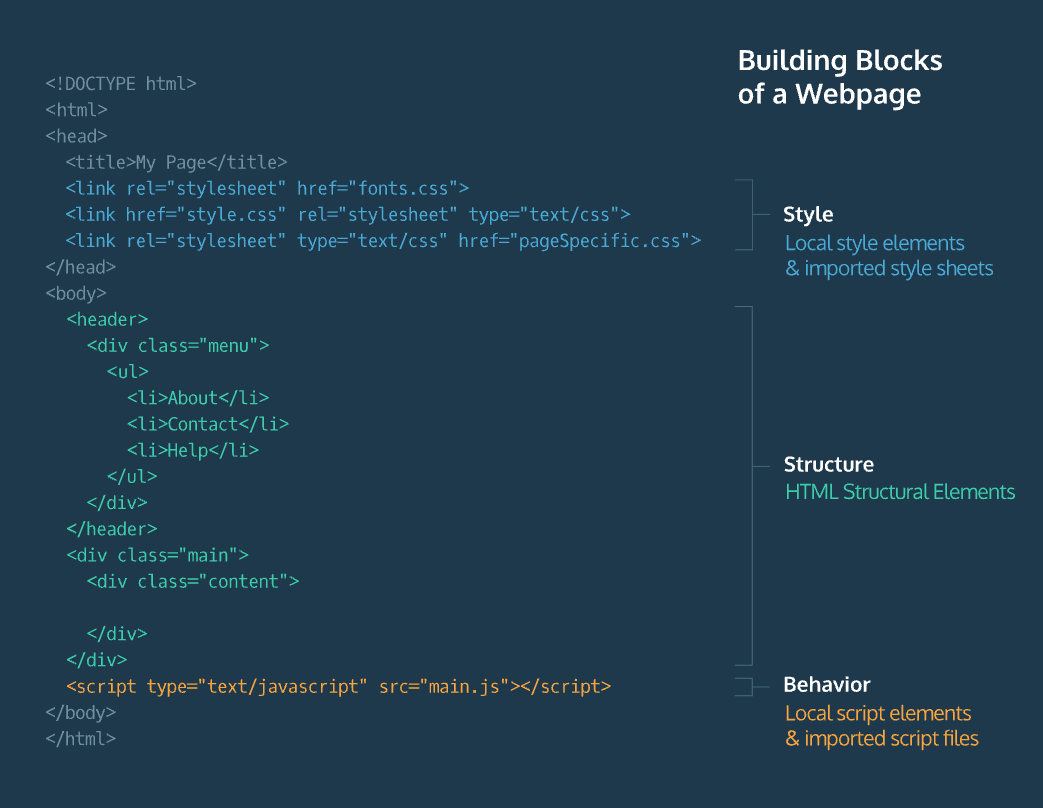 Building Blocks
of a Webpage
<!DOCTYPE html>
<html>
<head>
  <title>My Page</title>
  <link rel="stylesheet" href="fonts.css">
  <link href="style.css" rel="stylesheet" type="text/css">
  <link rel="stylesheet" type="text/css" href="pageSpecific.css">
</head>
<body>
  <header>
    <div class="menu">
      <ul>
        <li>About</li>
        <li>Contact</li>
        <li>Help</li>
      </ul>
    </div>
  </header>
  <div class="main">
    <div class="content">

    </div>
  </div>
  <script type="text/javascript" src="main.js"></script>
</body>
</html>
Style
Local style elements
& imported style sheets
Structure
HTML Structural Elements
Behavior
Local script elements
& imported script files